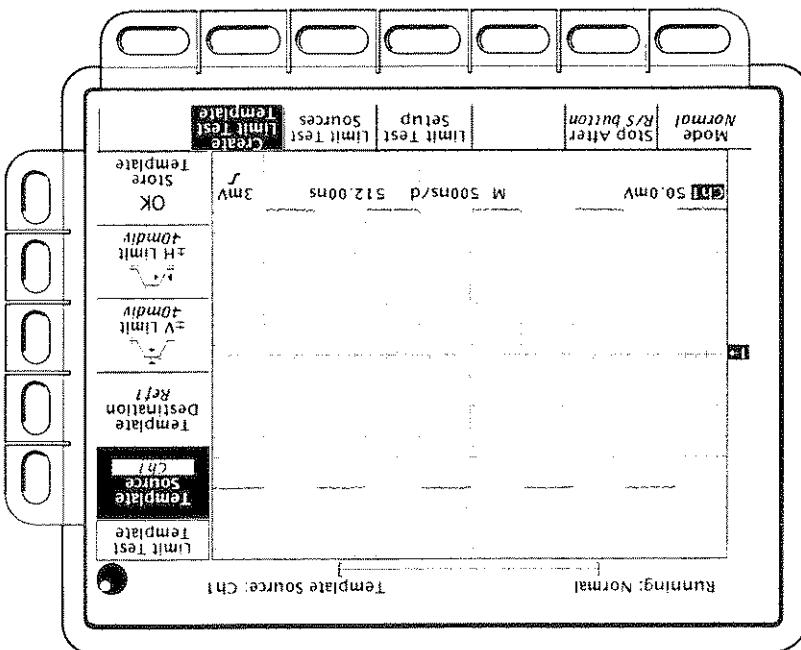 Running: Normal
Template Source: Ch1
Limit Test
Template
Template
Source
Ch1
Template
Destination
Ref1
±V Limit
40mdiv
±H Limit
40mdiv
OK
Store
Template
Ch1 50.0mV M 500ns/d 512.00ns 3mV
Mode
Normal
Stop After
R/S button
Limit Test
Setup
Limit Test
Sources
Create
Limit Test
Template